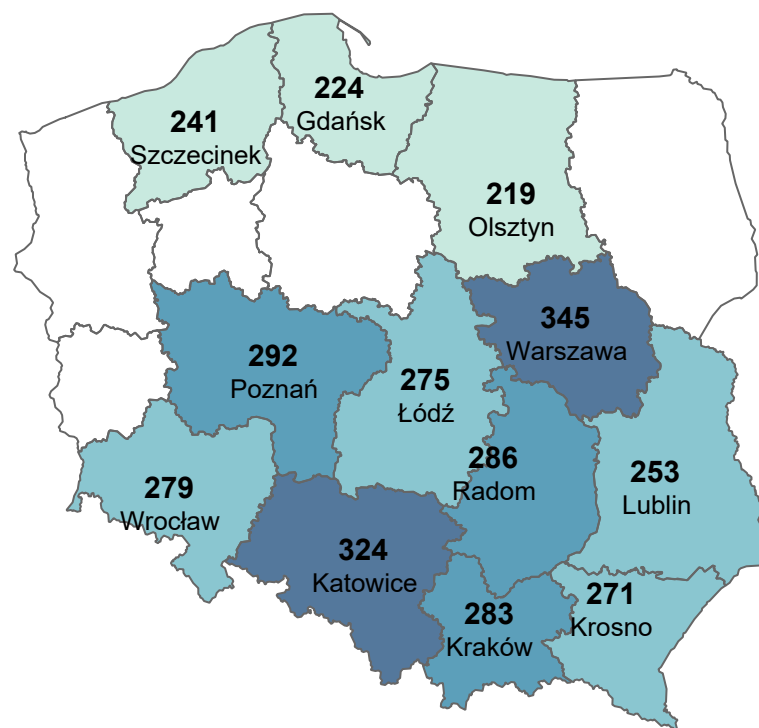 224
Gdańsk
241
Szczecinek
219
Olsztyn
345
Warszawa
292
Poznań
275
Łódź
286
Radom
253
Lublin
279
Wrocław
324
Katowice
271
Krosno
283
Kraków